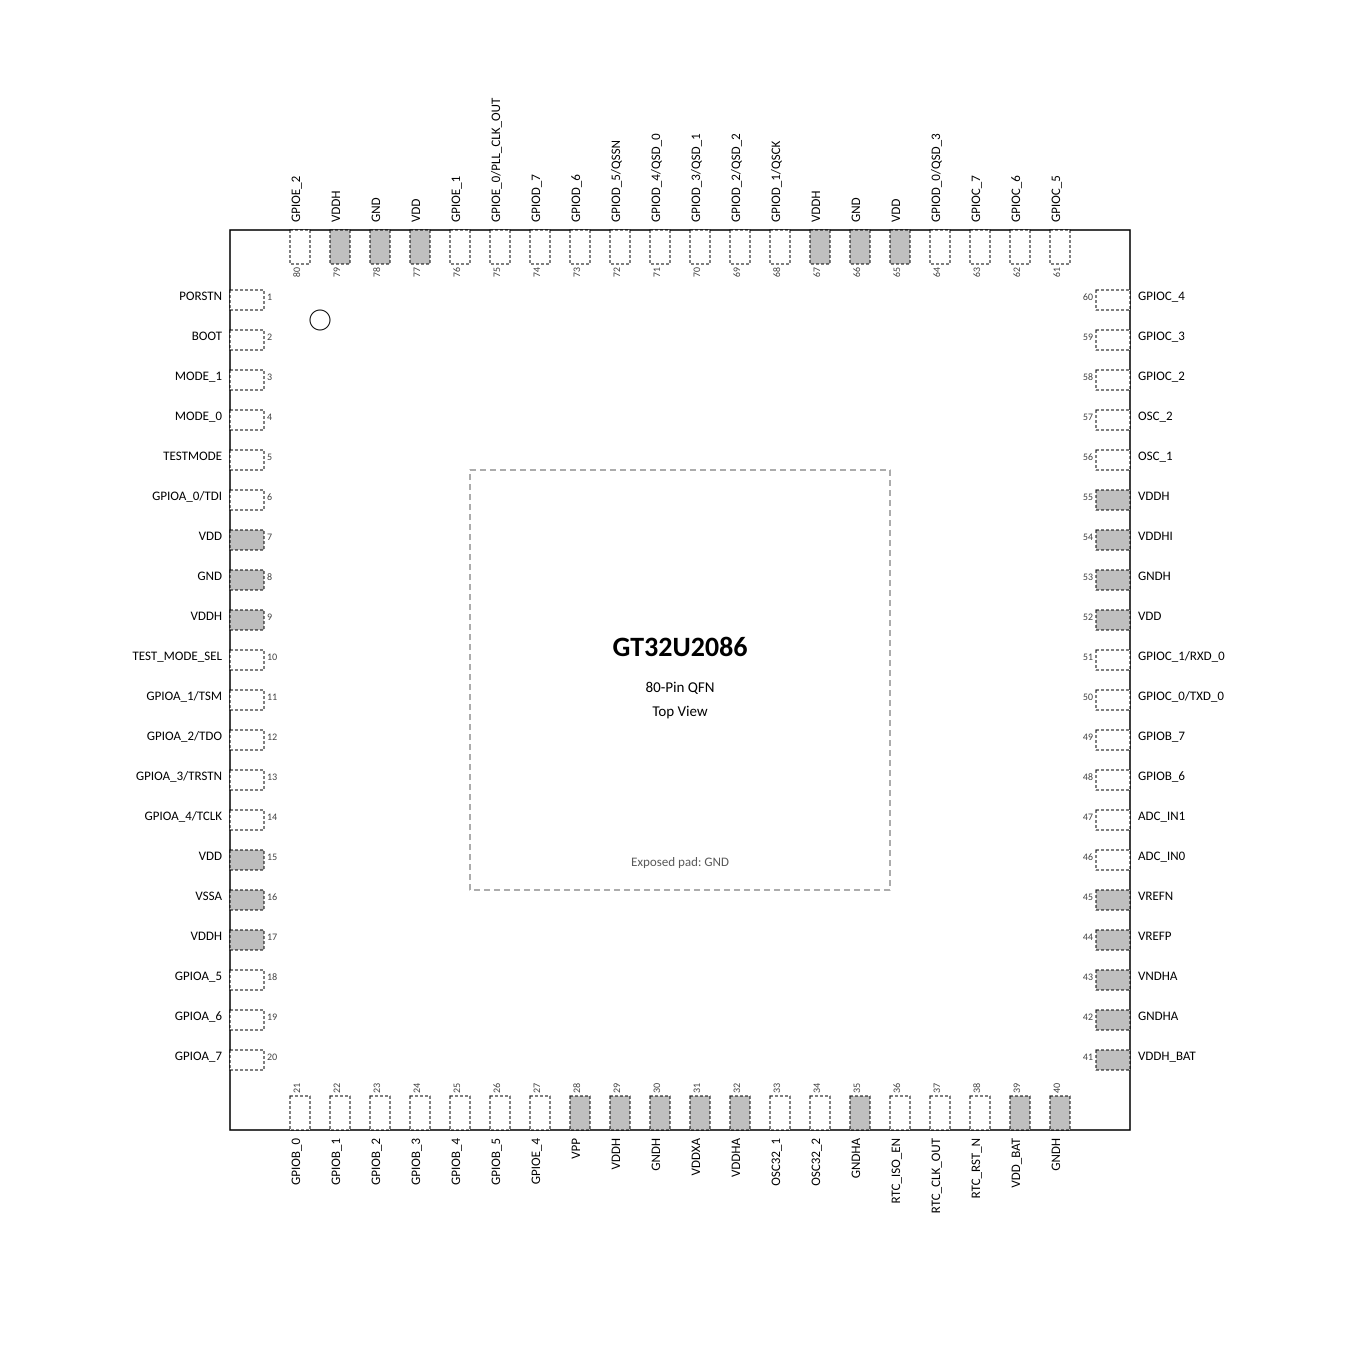 GPIOE_2
VDDH
GND
VDD
GPIOE_1
GPIOE_0/PLL_CLK_OUT
GPIOD_7
GPIOD_6
GPIOD_5/QSSN
GPIOD_4/QSD_0
GPIOD_3/QSD_1
GPIOD_2/QSD_2
GPIOD_1/QSCK
VDDH
GND
VDD
GPIOD_0/QSD_3
GPIOC_7
GPIOC_6
GPIOC_5
80
79
78
77
76
75
74
73
72
71
70
69
68
67
66
65
64
63
62
61
PORSTN 1
BOOT 2
MODE_1 3
MODE_0 4
TESTMODE 5
GPIOA_0/TDI 6
VDD 7
GND 8
VDDH 9
TEST_MODE_SEL 10
GPIOA_1/TSM 11
GPIOA_2/TDO 12
GPIOA_3/TRSTN 13
GPIOA_4/TCLK 14
VDD 15
VSSA 16
VDDH 17
GPIOA_5 18
GPIOA_6 19
GPIOA_7 20
GT32U2086
80-Pin QFN
Top View
Exposed pad: GND
60 GPIOC_4
59 GPIOC_3
58 GPIOC_2
57 OSC_2
56 OSC_1
55 VDDH
54 VDDHI
53 GNDH
52 VDD
51 GPIOC_1/RXD_0
50 GPIOC_0/TXD_0
49 GPIOB_7
48 GPIOB_6
47 ADC_IN1
46 ADC_IN0
45 VREFN
44 VREFP
43 VNDHA
42 GNDHA
41 VDDH_BAT
21
22
23
24
25
26
27
28
29
30
31
32
33
34
35
36
37
38
39
40
GPIOB_0
GPIOB_1
GPIOB_2
GPIOB_3
GPIOB_4
GPIOB_5
GPIOE_4
VPP
VDDH
GNDH
VDDXA
VDDHA
OSC32_1
OSC32_2
GNDHA
RTC_ISO_EN
RTC_CLK_OUT
RTC_RST_N
VDD_BAT
GNDH